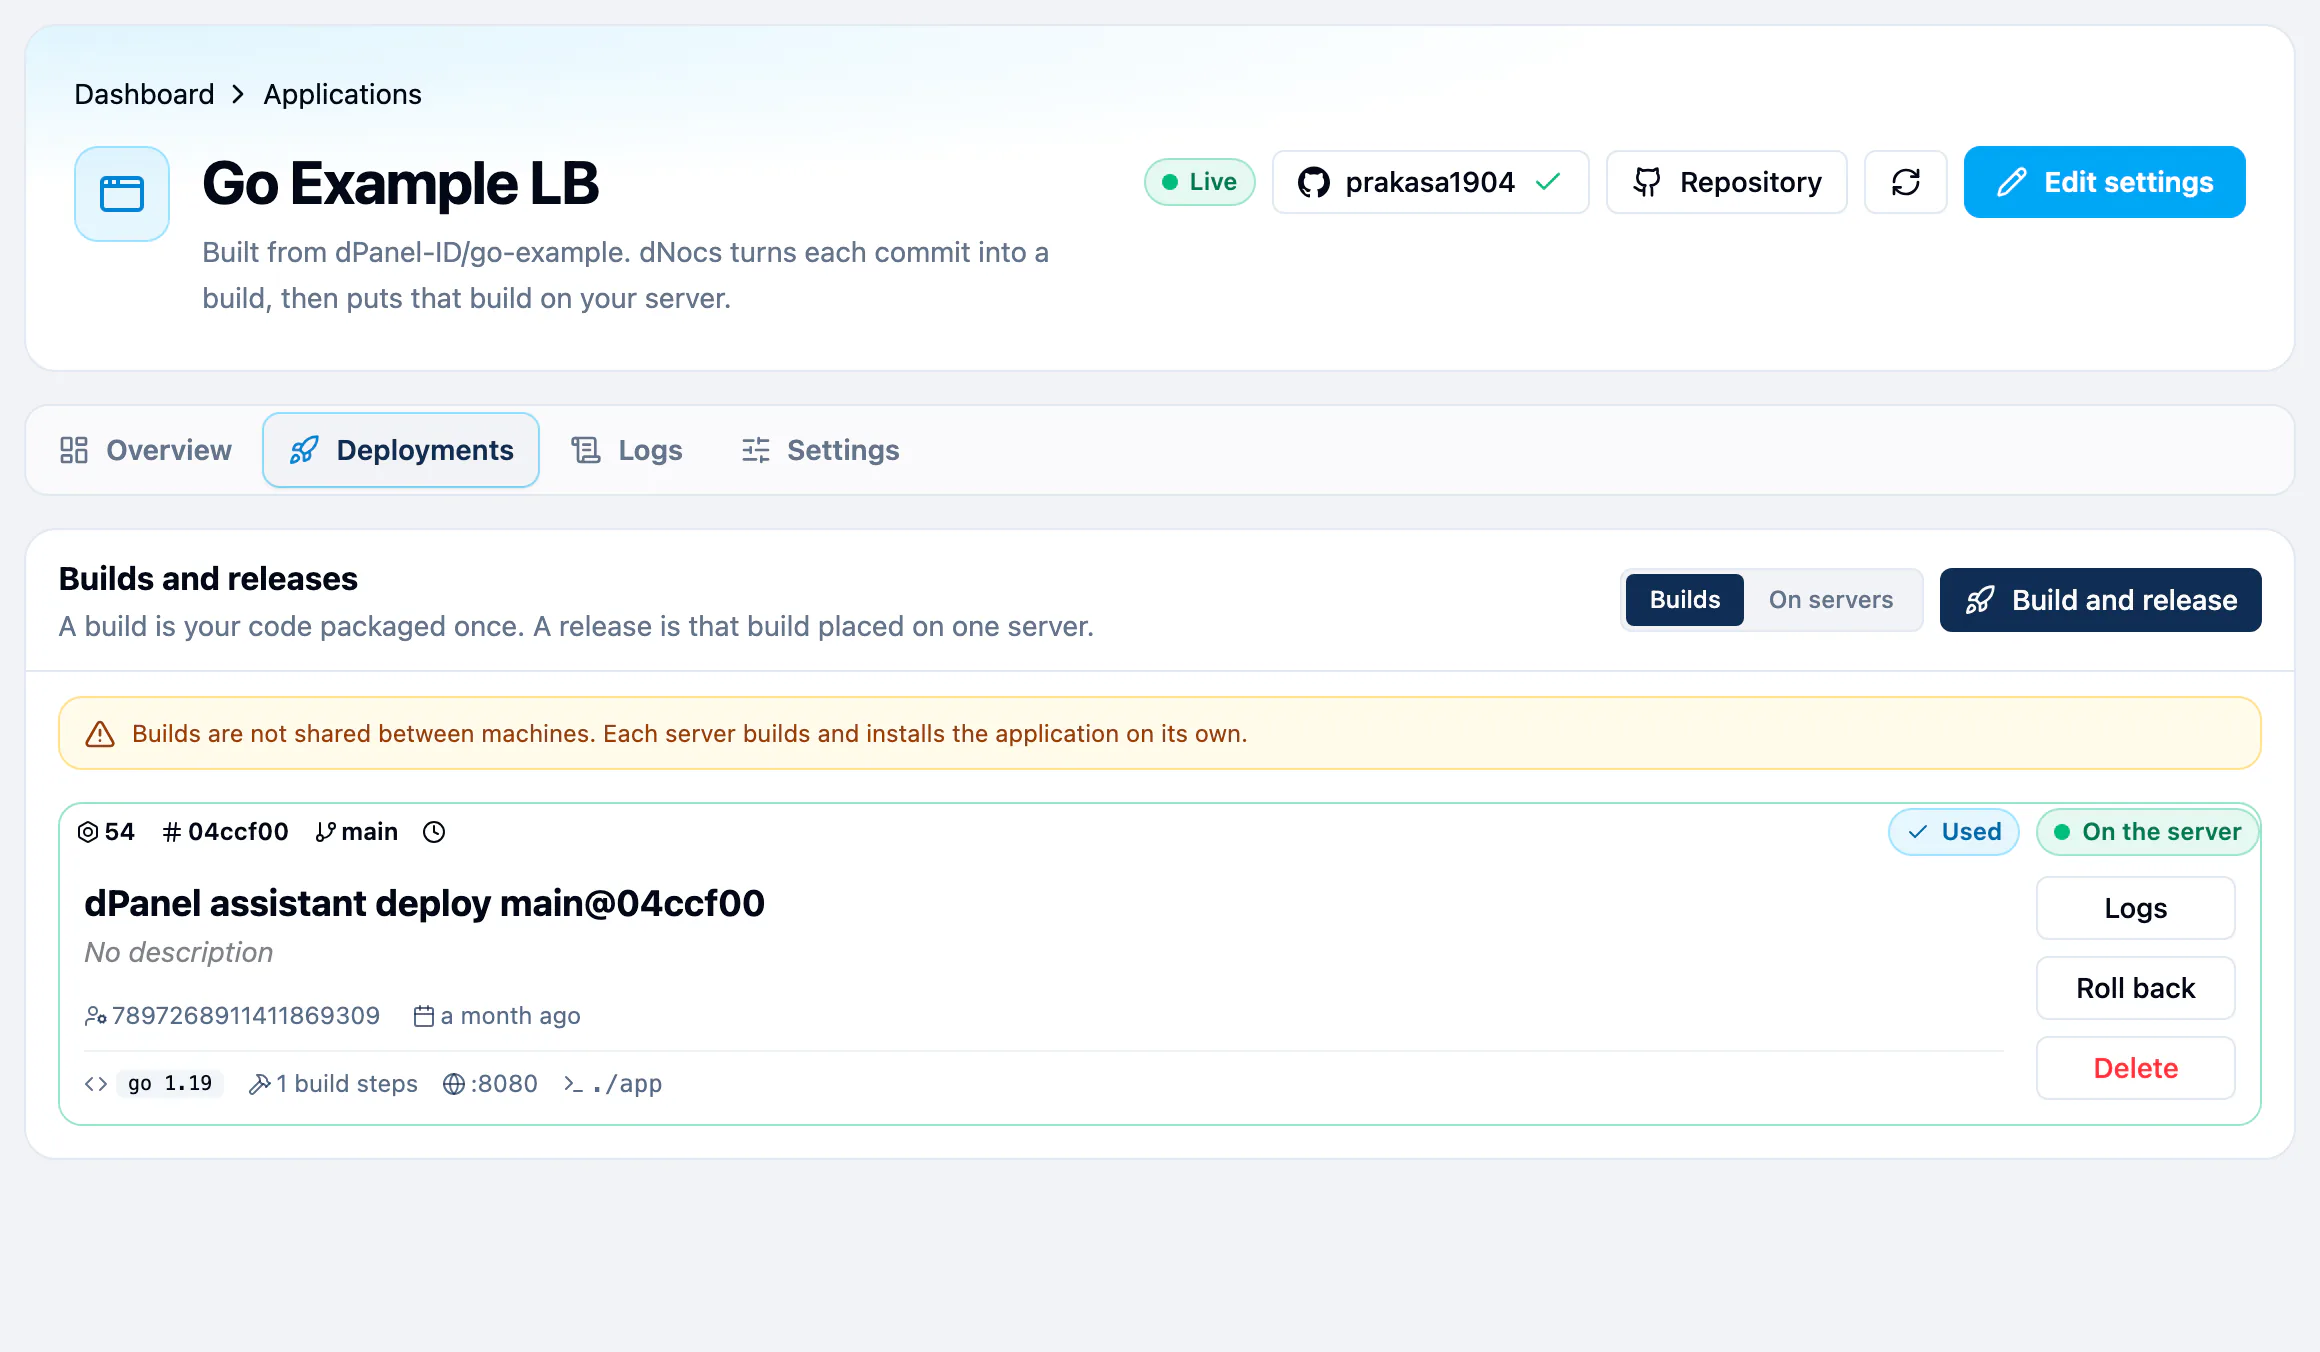 Dashboard > Applications
Go Example LB
Live
prakasa1904
Repository
Edit settings
Built from dPanel-ID/go-example. dNocs turns each commit into a
build, then puts that build on your server.
Overview
Deployments
Logs
Settings
Builds and releases
A build is your code packaged once. A release is that build placed on one server.
Builds
On servers
Build and release
Builds are not shared between machines. Each server builds and installs the application on its own.
54 # 04ccf00 main
Used
On the server
dPanel assistant deploy main@04ccf00
No description
7897268911411869309 a month ago
<> go 1.19 1 build steps :8080 >_ ./app
Logs
Roll back
Delete